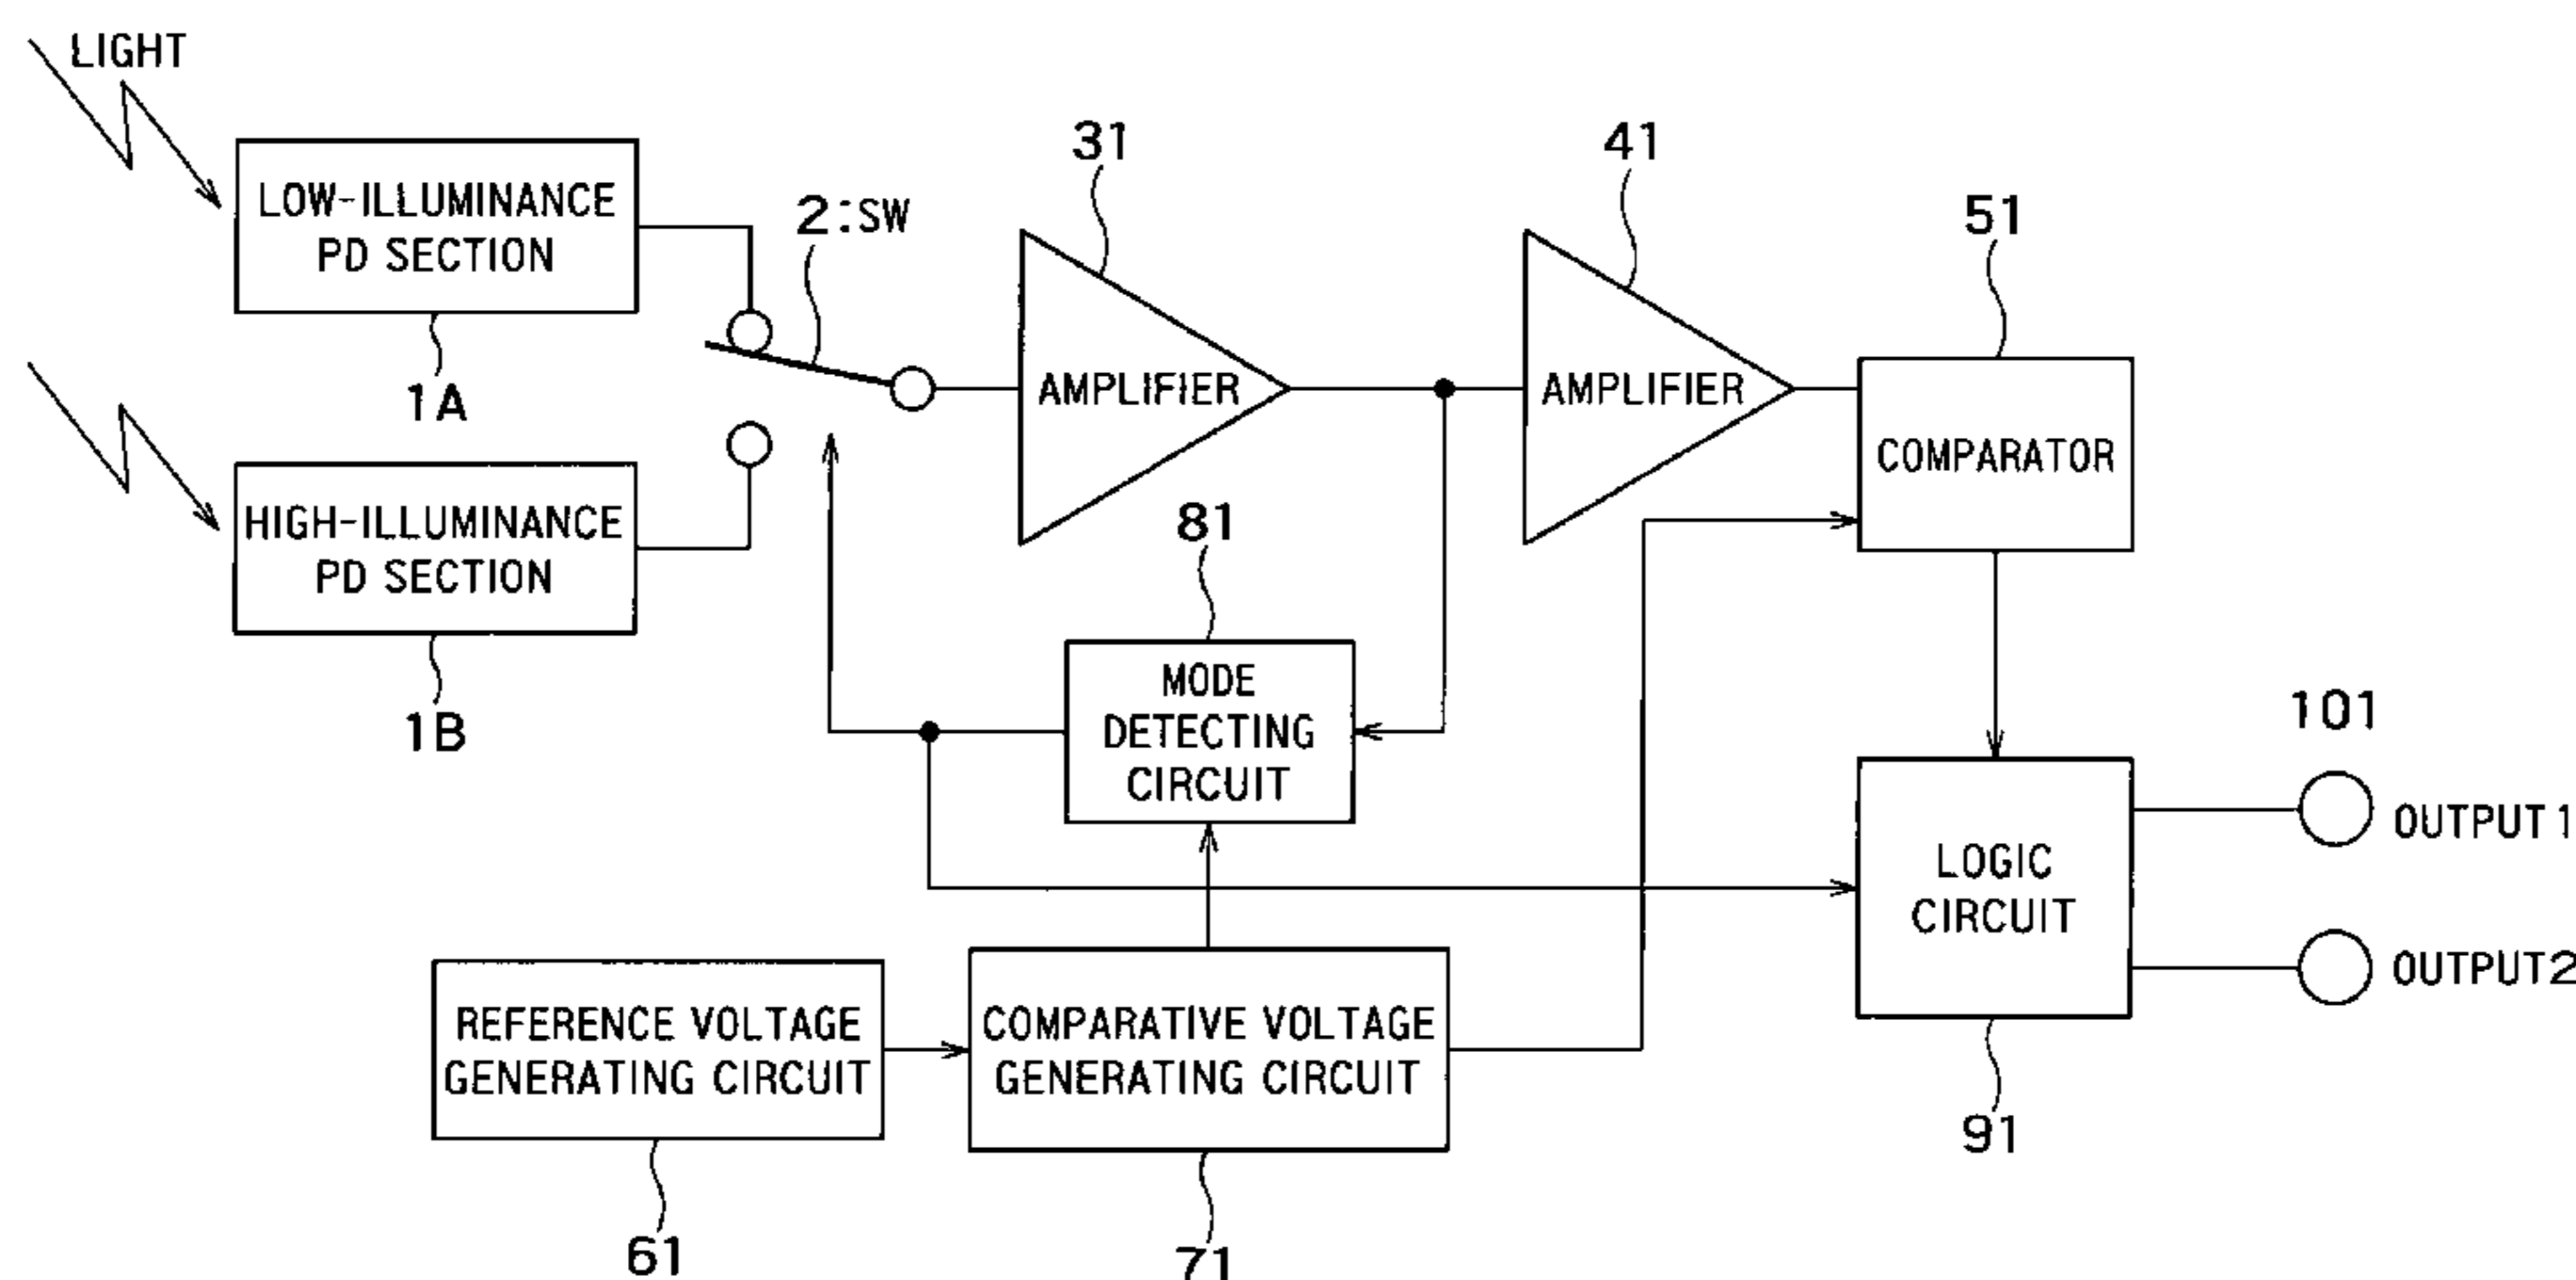 LIGHT
LOW-ILLUMINANCE
PD SECTION
1A
HIGH-ILLUMINANCE
PD SECTION
1B
2:SW
31
AMPLIFIER
41
AMPLIFIER
51
COMPARATOR
81
MODE
DETECTING
CIRCUIT
101
OUTPUT1
OUTPUT2
LOGIC
CIRCUIT
91
REFERENCE VOLTAGE
GENERATING CIRCUIT
61
COMPARATIVE VOLTAGE
GENERATING CIRCUIT
71